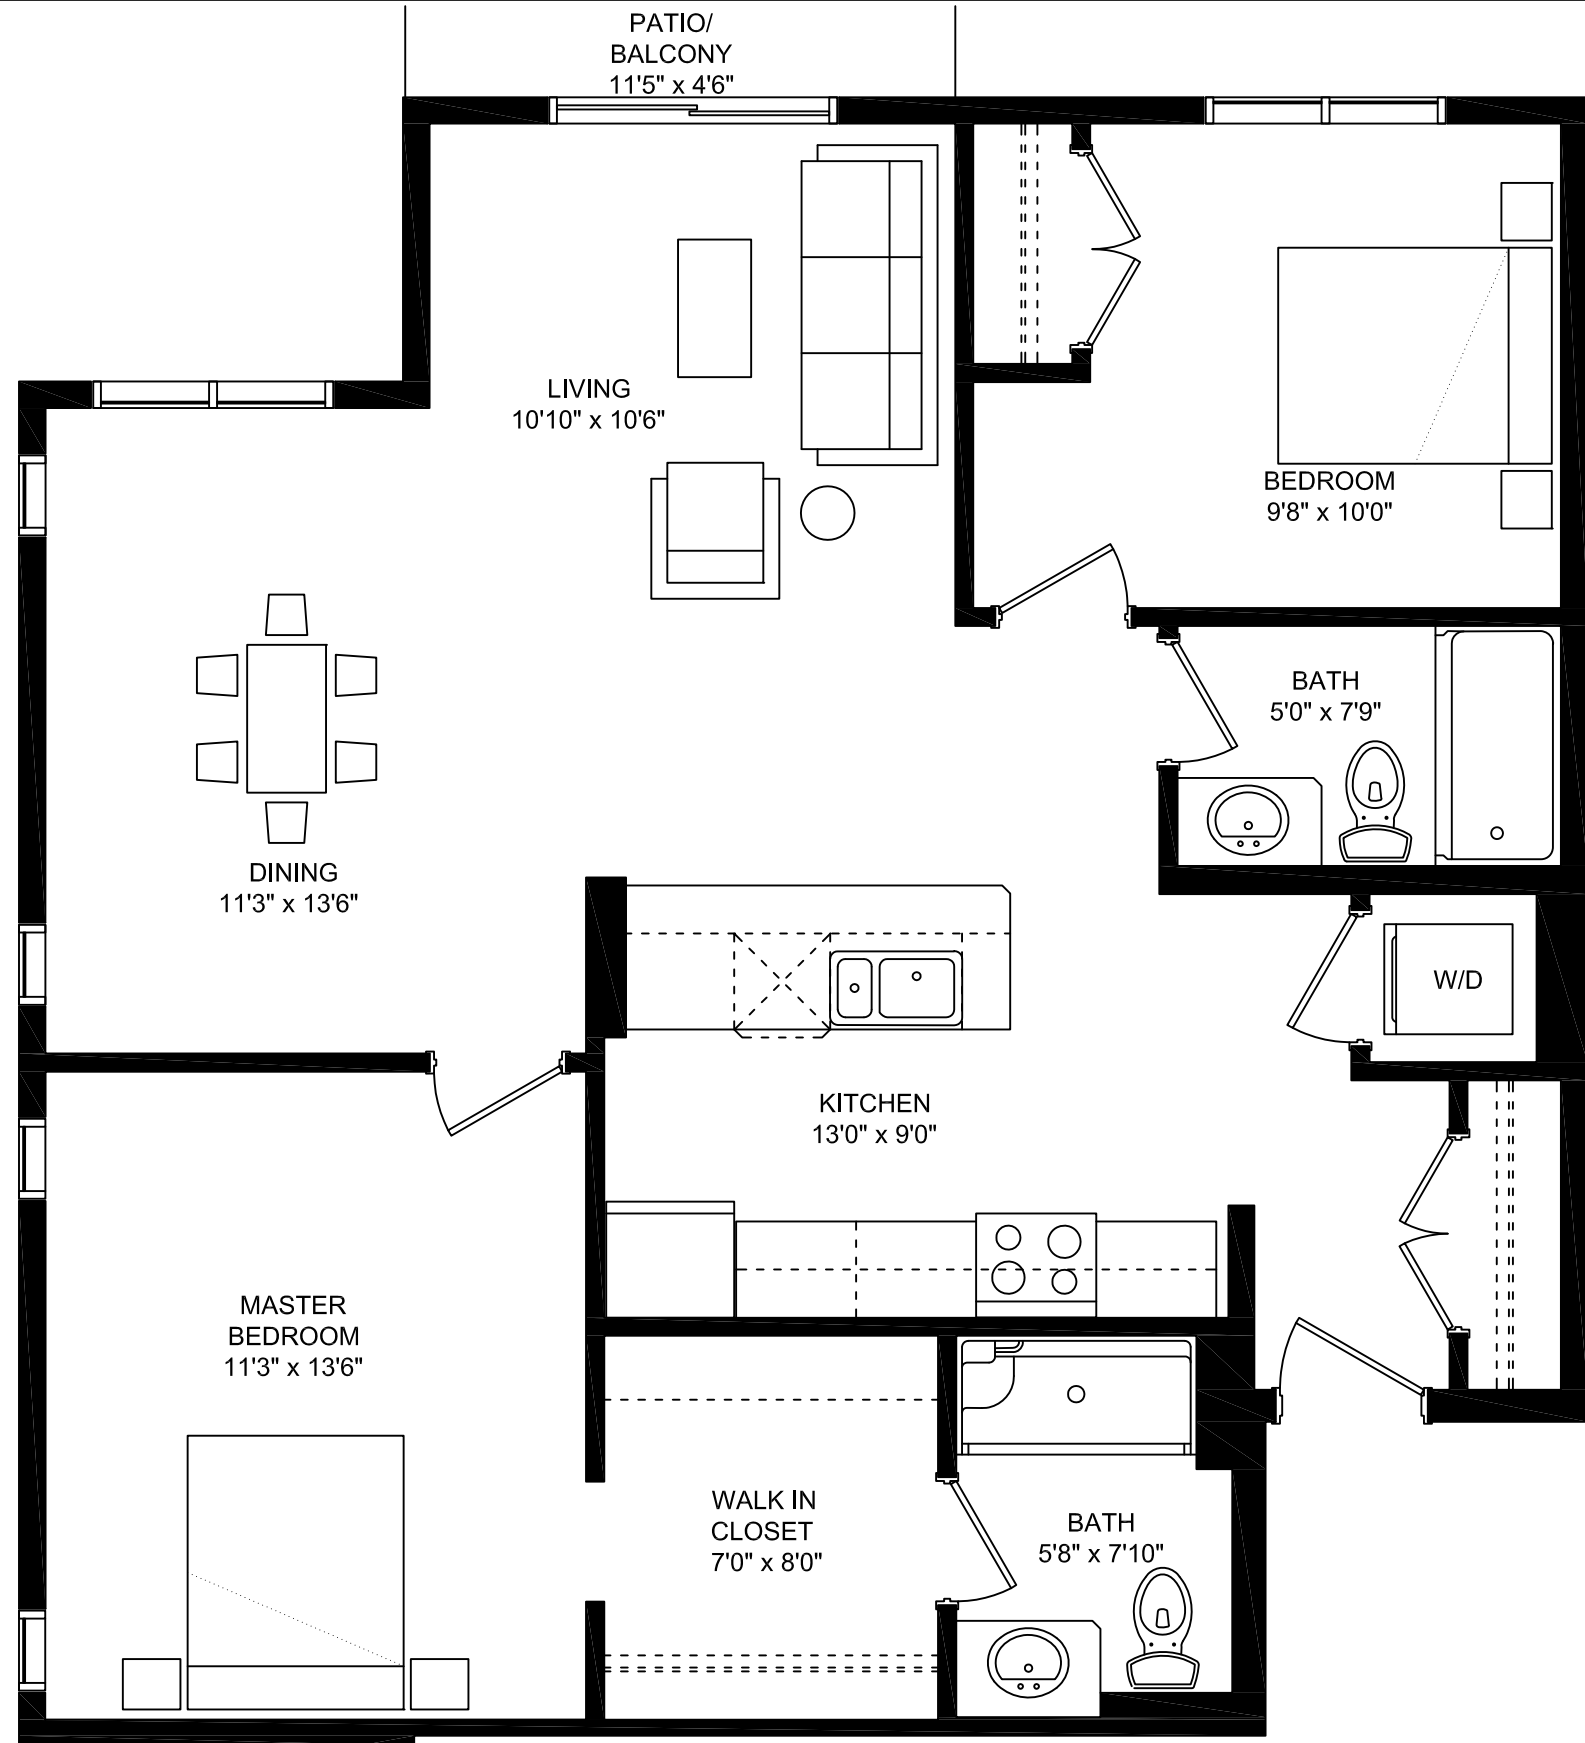 PATIO/
BALCONY
11'5" x 4'6"
LIVING
10'10" x 10'6"
BEDROOM
9'8" x 10'0"
BATH
5'0" x 7'9"
DINING
11'3" x 13'6"
W/D
KITCHEN
13'0" x 9'0"
MASTER
BEDROOM
11'3" x 13'6"
WALK IN
CLOSET
7'0" x 8'0"
BATH
5'8" x 7'10"